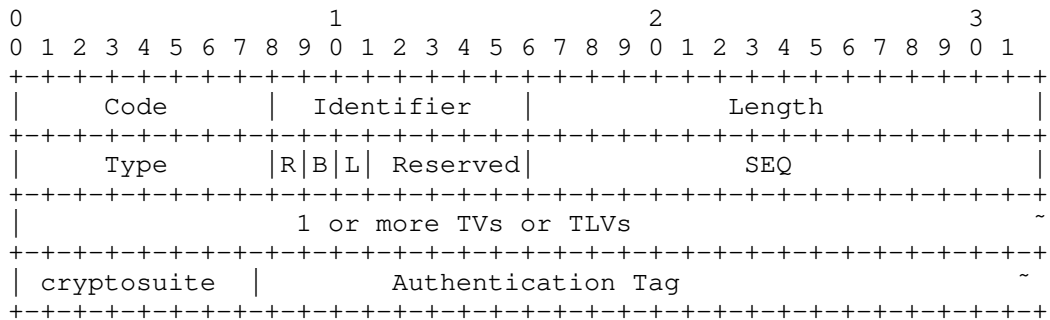 0                   1                   2                   3
0 1 2 3 4 5 6 7 8 9 0 1 2 3 4 5 6 7 8 9 0 1 2 3 4 5 6 7 8 9 0 1
+-+-+-+-+-+-+-+-+-+-+-+-+-+-+-+-+-+-+-+-+-+-+-+-+-+-+-+-+-+-+-+-+
|     Code      |  Identifier   |            Length             |
+-+-+-+-+-+-+-+-+-+-+-+-+-+-+-+-+-+-+-+-+-+-+-+-+-+-+-+-+-+-+-+-+
|     Type      |R|B|L| Reserved|             SEQ               |
+-+-+-+-+-+-+-+-+-+-+-+-+-+-+-+-+-+-+-+-+-+-+-+-+-+-+-+-+-+-+-+-+
|                 1 or more TVs or TLVs                         ~
+-+-+-+-+-+-+-+-+-+-+-+-+-+-+-+-+-+-+-+-+-+-+-+-+-+-+-+-+-+-+-+-+
| cryptosuite  |        Authentication Tag                     ~
+-+-+-+-+-+-+-+-+-+-+-+-+-+-+-+-+-+-+-+-+-+-+-+-+-+-+-+-+-+-+-+-+